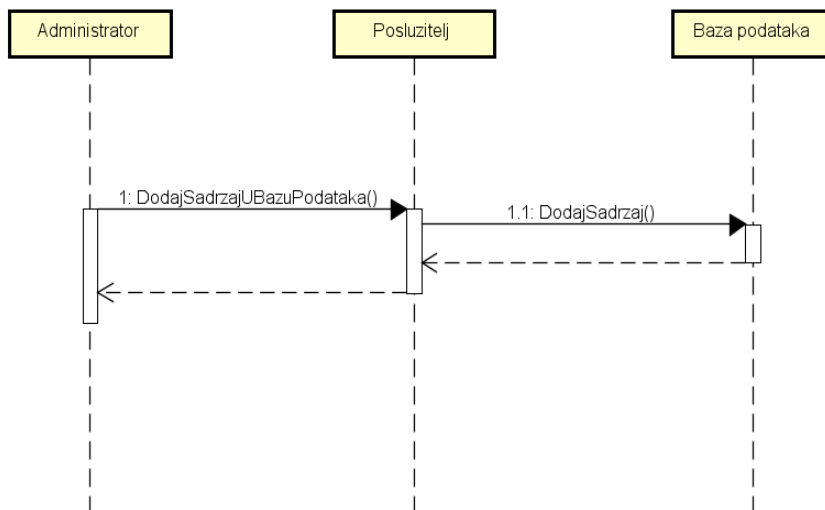 Administrator
Posluzitelj
Baza podataka
1: DodajSadrzajUBazuPodataka()
1.1: DodajSadrzaj()